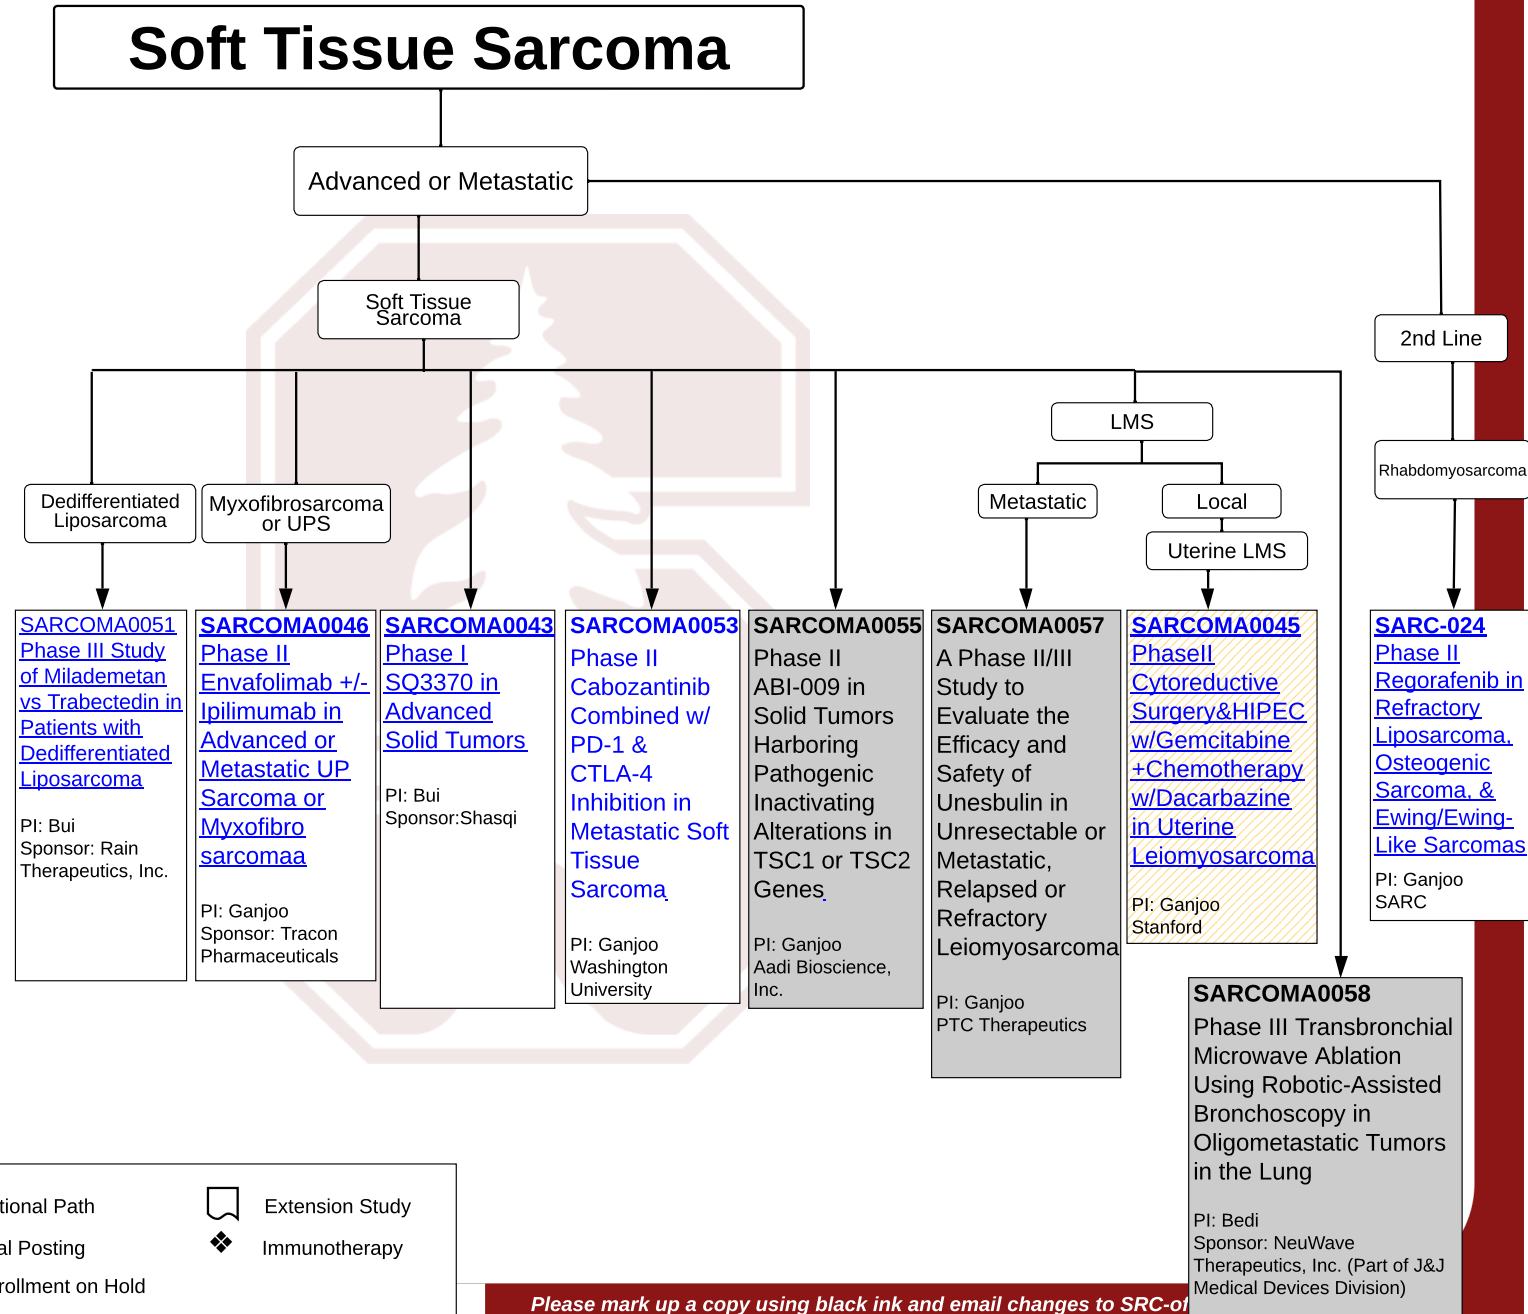 Soft Tissue Sarcoma
Advanced or Metastatic
Soft Tissue
Sarcoma
2nd Line
LMS
Rhabdomyosarcoma
Dedifferentiated
Liposarcoma
Myxofibrosarcoma
or UPS
Metastatic
Local
Uterine LMS
SARCOMA0051
Phase III Study
of Milademetan
vs Trabectedin in
Patients with
Dedifferentiated
Liposarcoma
PI: Bui
Sponsor: Rain
Therapeutics, Inc.
SARCOMA0046
Phase II
Envafolimab +/-
Ipilimumab in
Advanced or
Metastatic UP
Sarcoma or
Myxofibro
sarcomaa
PI: Ganjoo
Sponsor: Tracon
Pharmaceuticals
SARCOMA0043
Phase I
SQ3370 in
Advanced
Solid Tumors
PI: Bui
Sponsor:Shasqi
SARCOMA0053
Phase II
Cabozantinib
Combined w/
PD-1 &
CTLA-4
Inhibition in
Metastatic Soft
Tissue
Sarcoma
PI: Ganjoo
Washington
University
SARCOMA0055
Phase II
ABI-009 in
Solid Tumors
Harboring
Pathogenic
Inactivating
Alterations in
TSC1 or TSC2
Genes
PI: Ganjoo
Aadi Bioscience,
Inc.
SARCOMA0057
A Phase II/III
Study to
Evaluate the
Efficacy and
Safety of
Unesbulin in
Unresectable or
Metastatic,
Relapsed or
Refractory
Leiomyosarcoma
PI: Ganjoo
PTC Therapeutics
SARCOMA0045
PhaseII
Cytoreductive
Surgery&HIPEC
w/Gemcitabine
+Chemotherapy
w/Dacarbazine
in Uterine
Leiomyosarcoma
PI: Ganjoo
Stanford
SARC-024
Phase II
Regorafenib in
Refractory
Liposarcoma,
Osteogenic
Sarcoma, &
Ewing/Ewing-
Like Sarcomas
PI: Ganjoo
SARC
SARCOMA0058
Phase III Transbronchial
Microwave Ablation
Using Robotic-Assisted
Bronchoscopy in
Oligometastatic Tumors
in the Lung
PI: Bedi
Sponsor: NeuWave
Therapeutics, Inc. (Part of J&J
Medical Devices Division)
tional Path
Extension Study
al Posting
Immunotherapy
rollment on Hold
Please mark up a copy using black ink and email changes to SRC-of